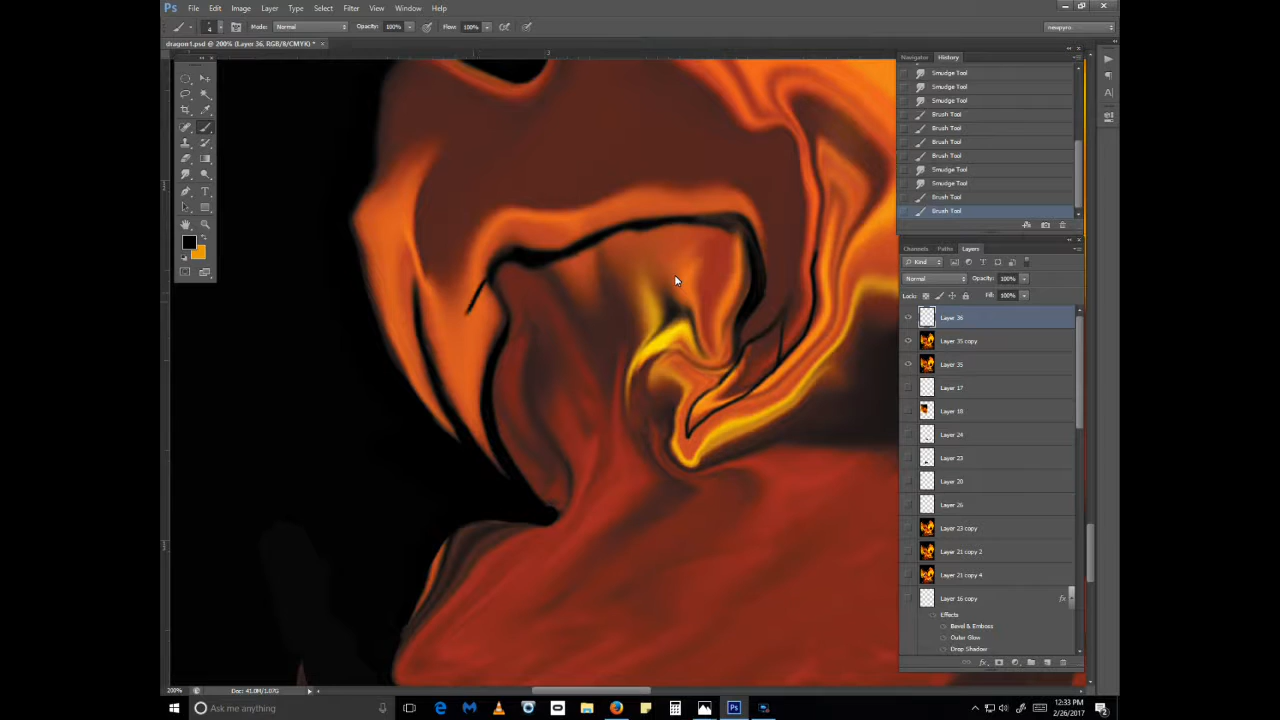 Ps File Edit Image Layer Type Select Filter View Window Help
4 Mode: Normal Opacity: 100% Flow: 100% newpyro
dragon1.psd @ 200% (Layer 36, RGB/8/CMYK) * ×
Navigator History
Smudge Tool
Smudge Tool
Smudge Tool
Brush Tool
Brush Tool
Brush Tool
Brush Tool
Smudge Tool
Smudge Tool
Brush Tool
Brush Tool
Channels Paths Layers
Kind
Normal Opacity: 100%
Lock: Fill: 100%
Layer 36
Layer 35 copy
Layer 35
Layer 17
Layer 18
Layer 24
Layer 23
Layer 20
Layer 26
Layer 23 copy
Layer 21 copy 2
Layer 21 copy 4
Layer 16 copy fx
Effects
Bevel & Emboss
Outer Glow
Drop Shadow
200% Doc: 41.0M/1.07G
Ask me anything
12:33 PM
2/26/2017